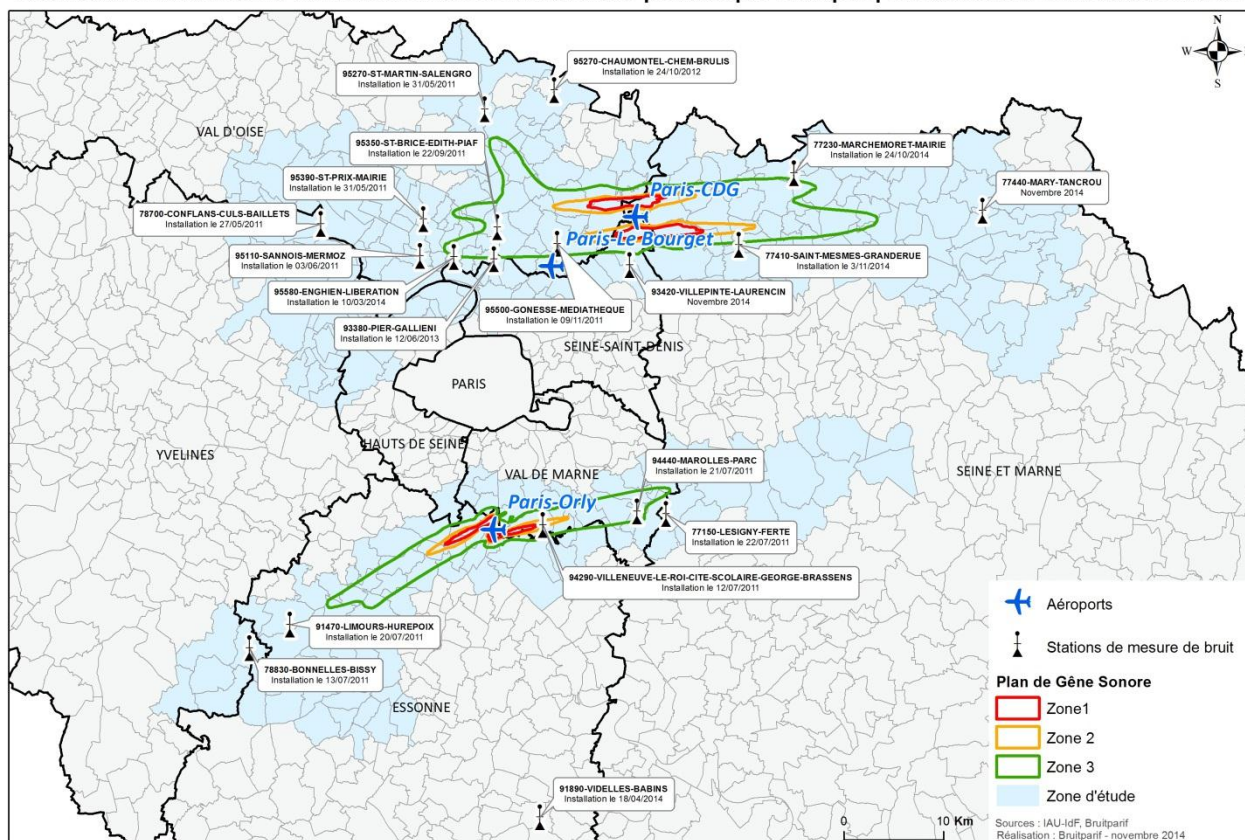 N
W
E
S
95270-CHAUMONTEL-CHEM-BRULIS
Installation le 24/10/2012
95270-ST-MARTIN-SALENGRO
Installation le 31/05/2011
VAL D'OISE
95350-ST-BRICE-EDITH-PIAF
Installation le 22/09/2011
77230-MARCHEMORET-MAIRIE
Installation le 24/10/2014
95390-ST-PRIX-MAIRIE
Installation le 31/05/2011
77440-MARY-TANCROU
Novembre 2014
Paris-CDG
78700-CONFLANS-CULS-BAILLETS
Installation le 27/05/2011
Paris-Le Bourget
95110-SANNOIS-MERMOZ
Installation le 03/06/2011
77410-SAINT-MESMES-GRANDERUE
Installation le 3/11/2014
95580-ENGHIEN-LIBERATION
Installation le 10/03/2014
93420-VILLEPINTE-LAURENCIN
Novembre 2014
95500-GONESSE-MEDIATHEQUE
Installation le 09/11/2011
93380-PIER-GALLIENI
Installation le 12/06/2013
SEINE-SAINT-DENIS
PARIS
HAUTS DE SEINE
YVELINES
VAL DE MARNE
94440-MAROLLES-PARC
Installation le 21/07/2011
SEINE ET MARNE
Paris-Orly
77150-LESIGNY-FERTE
Installation le 22/07/2011
94290-VILLENEUVE-LE-ROI-CITE-SCOLAIRE-GEORGE-BRASSENS
Installation le 12/07/2011
91470-LIMOURS-HUREPOIX
Installation le 20/07/2011
78830-BONNELLES-BISSY
Installation le 13/07/2011
ESSONNE
91890-VIDELLES-BABINS
Installation le 18/04/2014
0 10 Km
Aéroports
Stations de mesure de bruit
Plan de Gêne Sonore
Zone1
Zone 2
Zone 3
Zone d'étude
Sources : IAU-IdF, Bruitparif
Réalisation : Bruitparif - novembre 2014